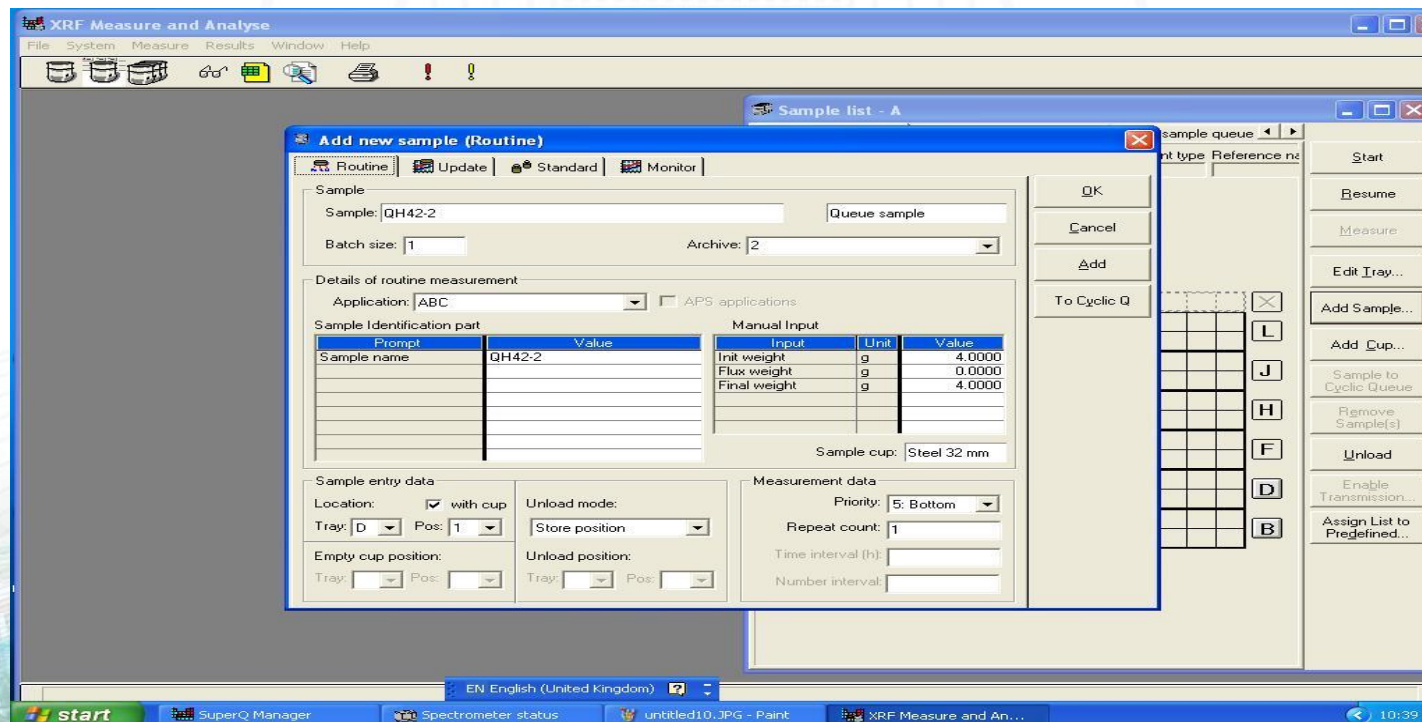 XRF Measure and Analyse
File System Measure Results Window Help
Sample list - A
Add new sample (Routine)
sample queue
Routine Update Standard Monitor
nt type Reference na
Start
Sample
OK
Resume
Sample: QH42-2 Queue sample
Cancel
Measure
Batch size: 1 Archive: 2
Add
Edit Tray...
Details of routine measurement
Application: ABC APS applications
To Cyclic Q
Add Sample...
Sample Identification part Manual Input
L
Prompt Value Input Unit Value
Add Cup...
Sample name QH42-2 Init weight g 4.0000
Flux weight g 0.0000
J
Sample to Cyclic Queue
Final weight g 4.0000
H
Remove Sample(s)
Sample cup: Steel 32 mm
F
Unload
Sample entry data Measurement data
Location: with cup Unload mode: Priority: 5: Bottom
D
Enable Transmission...
Tray: D Pos: 1 Store position Repeat count: 1
B
Assign List to Predefined...
Empty cup position: Unload position: Time interval (h):
Tray: Pos: Tray: Pos: Number interval:
EN English (United Kingdom)
start SuperQ Manager Spectrometer status untitled10.JPG - Paint XRF Measure and An... 10:39